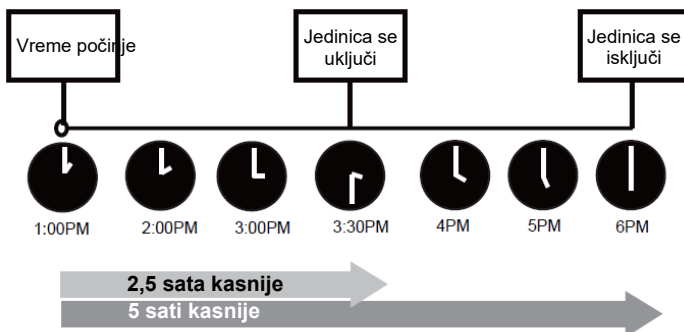 Vreme počinje
Jedinica se
uključi
Jedinica se
isključi
1:00PM
2:00PM
3:00PM
3:30PM
4PM
5PM
6PM
2,5 sata kasnije
5 sati kasnije